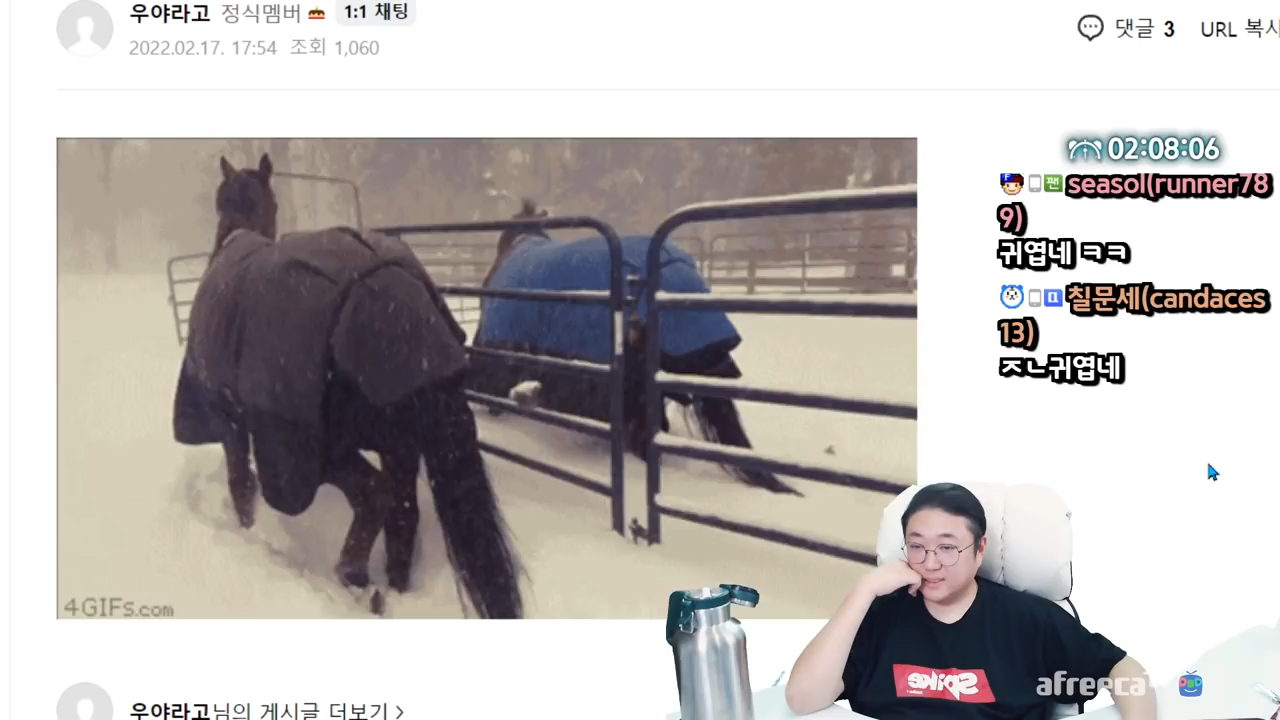 우야라고 정식멤버 1:1 채팅
2022.02.17. 17:54 조회 1,060
댓글 3 URL 복사
02:08:06
seasol(runner78
9)
귀엽네 ㅋㅋ
칠문세(candaces
13)
ㅈㄴ귀엽네
4GIFs.com
Spike
afreeca
우야라고님의 게시글 더보기 >